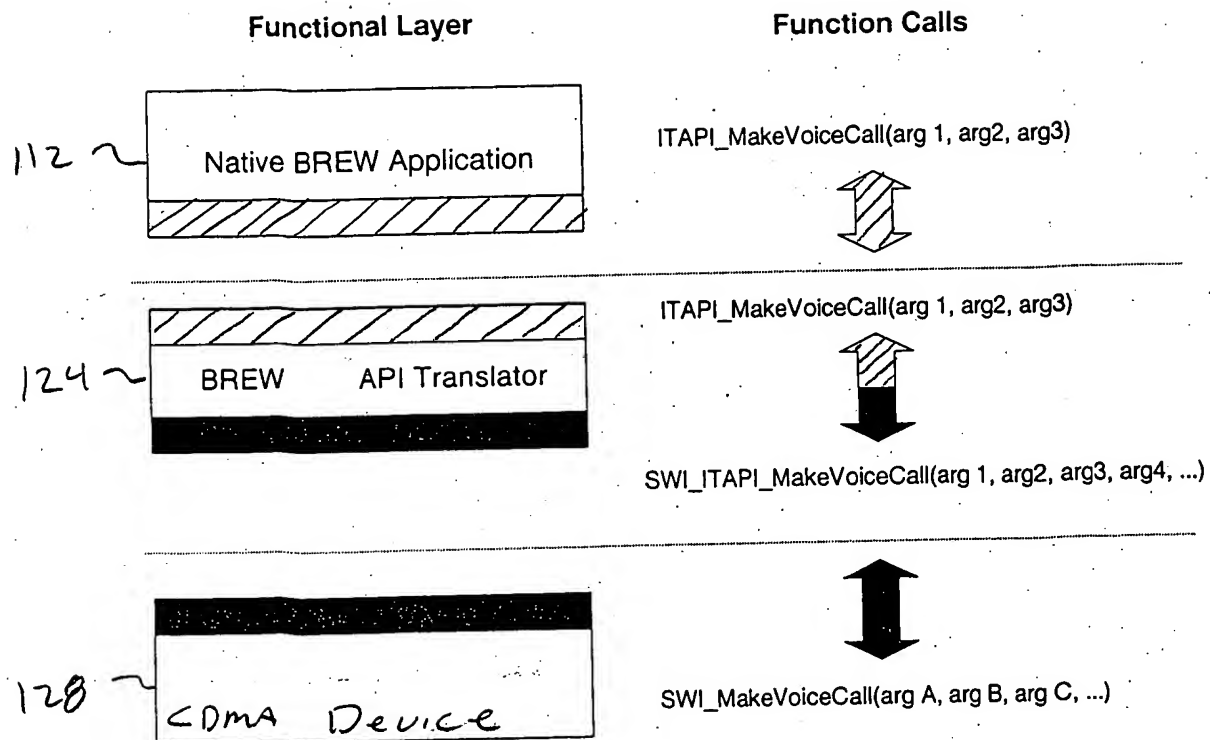 Functional Layer
Function Calls
112
Native BREW Application
ITAPI_MakeVoiceCall(arg 1, arg2, arg3)
124
BREW API Translator
ITAPI_MakeVoiceCall(arg 1, arg2, arg3)
SWI_ITAPI_MakeVoiceCall(arg 1, arg2, arg3, arg4, ...)
128
CDMA Device
SWI_MakeVoiceCall(arg A, arg B, arg C, ...)